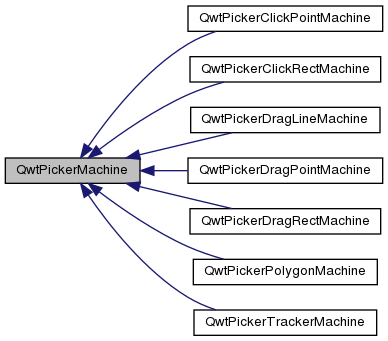 QwtPickerClickPointMachine
QwtPickerClickRectMachine
QwtPickerDragLineMachine
QwtPickerMachine
QwtPickerDragPointMachine
QwtPickerDragRectMachine
QwtPickerPolygonMachine
QwtPickerTrackerMachine